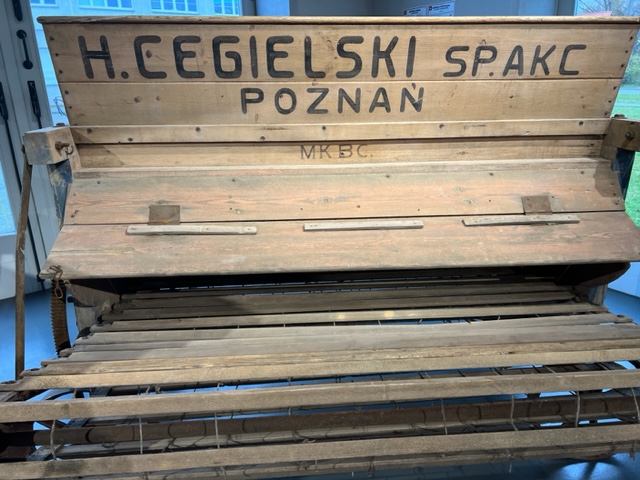 H. CEGIELSKI SP. AKC
POZNAŃ
MKBC.